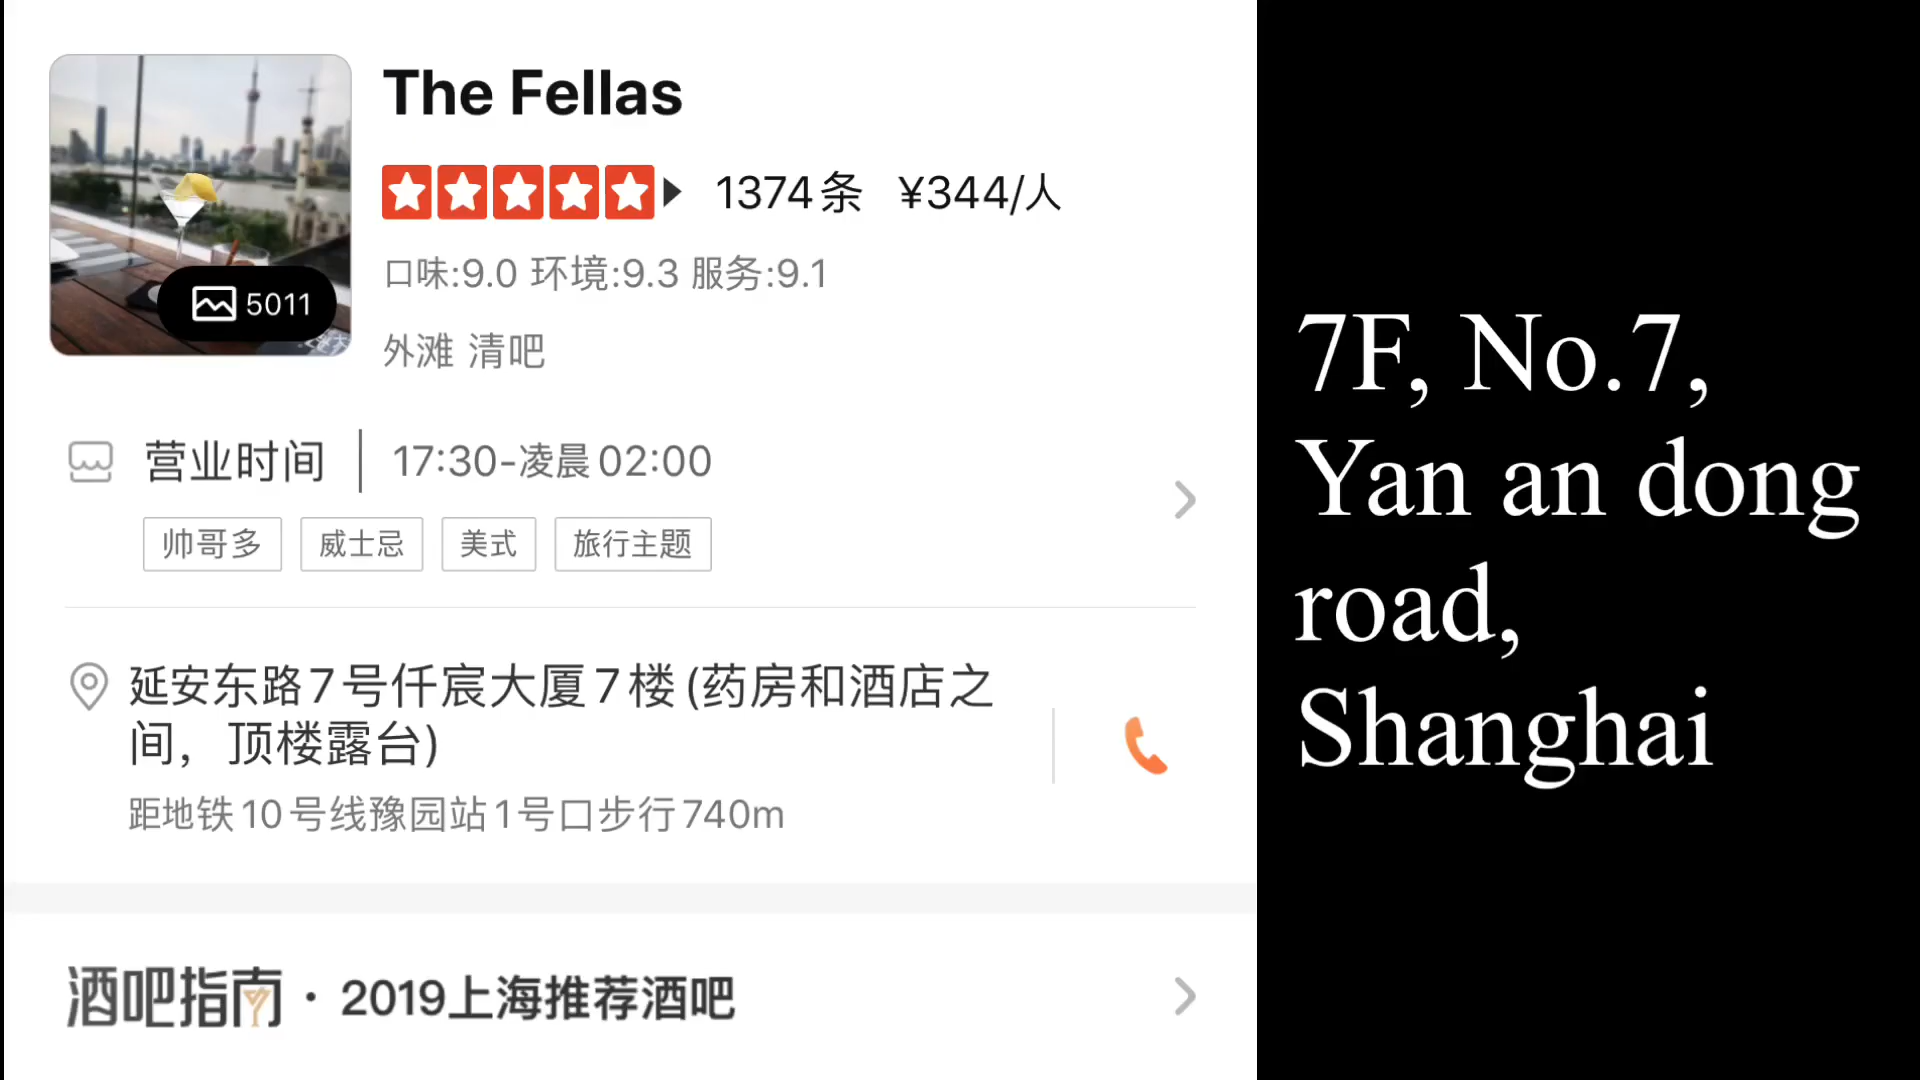 The Fellas
1374条 ¥344/人
口味:9.0 环境:9.3 服务:9.1
5011
外滩 清吧
营业时间 17:30-凌晨02:00
帅哥多 威士忌 美式 旅行主题
延安东路7号仟宸大厦7楼(药房和酒店之
间，顶楼露台)
距地铁10号线豫园站1号口步行740m
酒吧指南 · 2019上海推荐酒吧
7F, No.7,
Yan an dong
road,
Shanghai